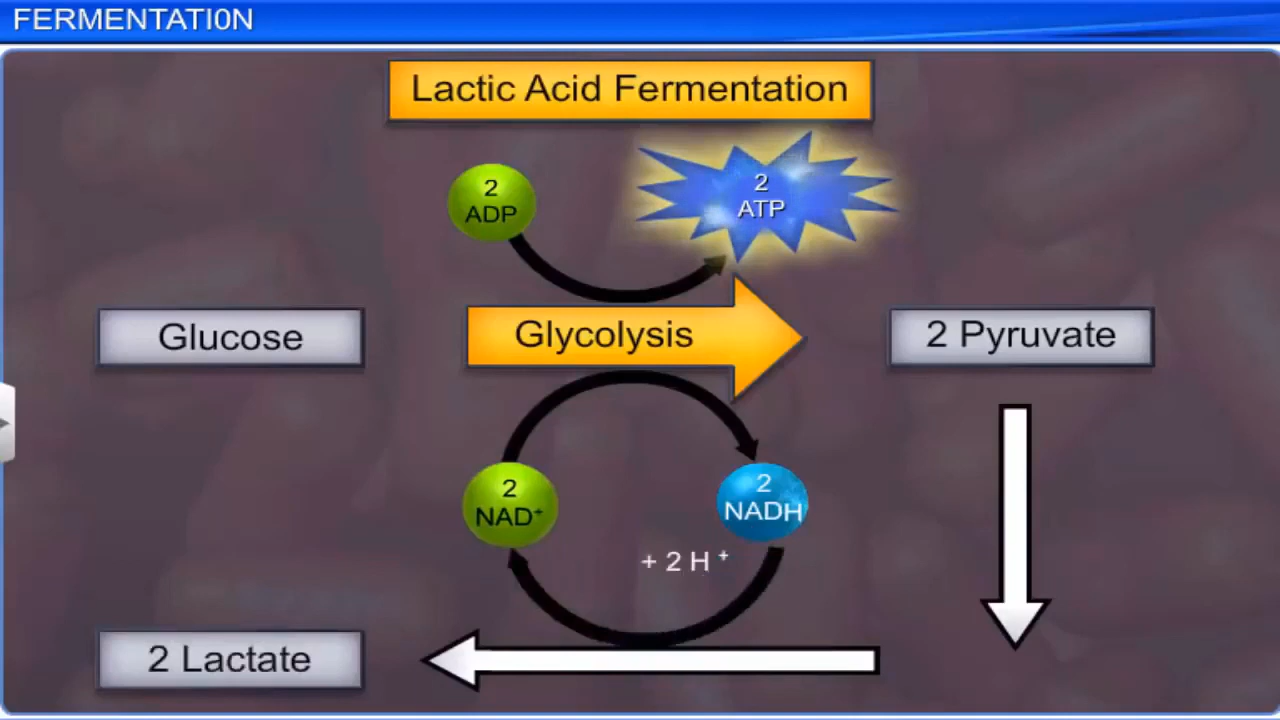 FERMENTATI0N
Lactic Acid Fermentation
2
ADP
2
ATP
Glucose
Glycolysis
2 Pyruvate
2
NAD⁺
2
NADH
+ 2 H ⁺
2 Lactate